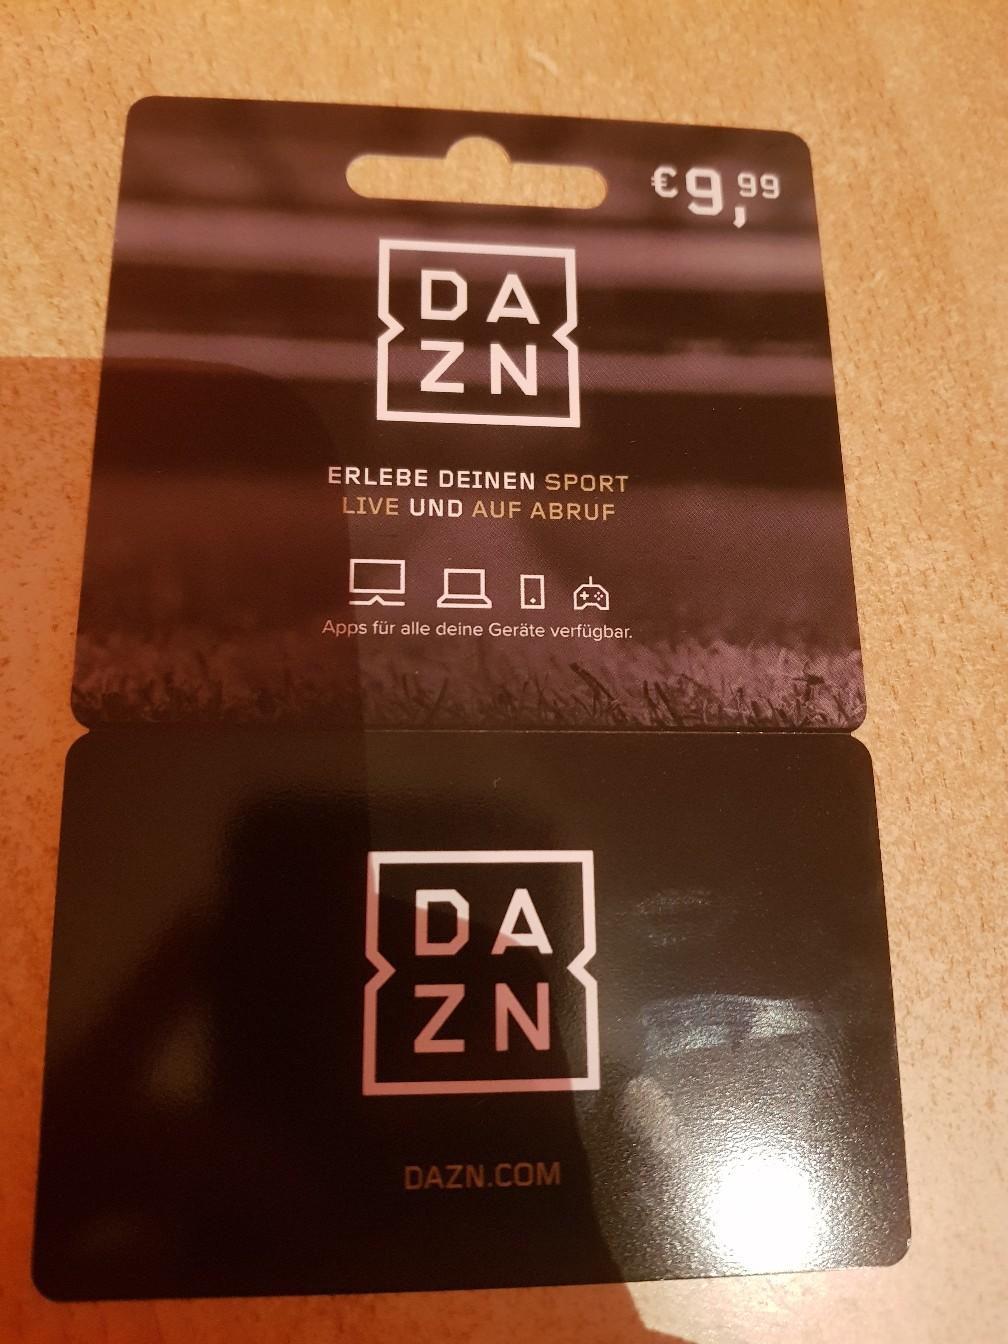 €9,99
DA
ZN
ERLEBE DEINEN SPORT
LIVE UND AUF ABRUF
Apps für alle deine Geräte verfügbar.
DA
ZN
DAZN.COM